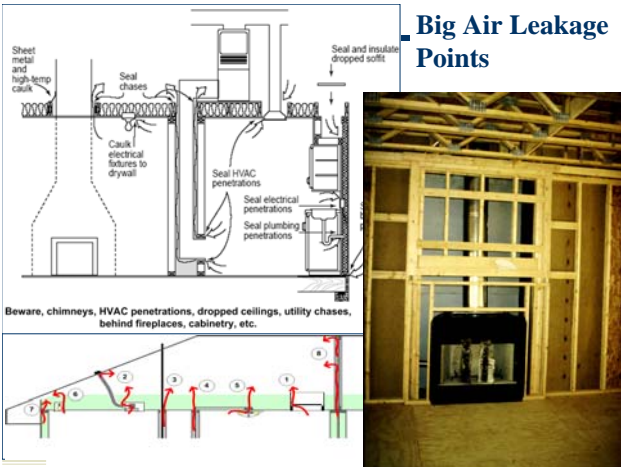 Big Air Leakage
Points
Sheet
metal
and
high-temp
caulk
Seal
chases
Seal and insulate
dropped soffit
Caulk
electrical
fixtures to
drywall
Seal HVAC
penetrations
Seal electrical
penetrations
Seal plumbing
penetrations
Beware, chimneys, HVAC penetrations, dropped ceilings, utility chases,
behind fireplaces, cabinetry, etc.
8
2
6
3
4
5
1
7